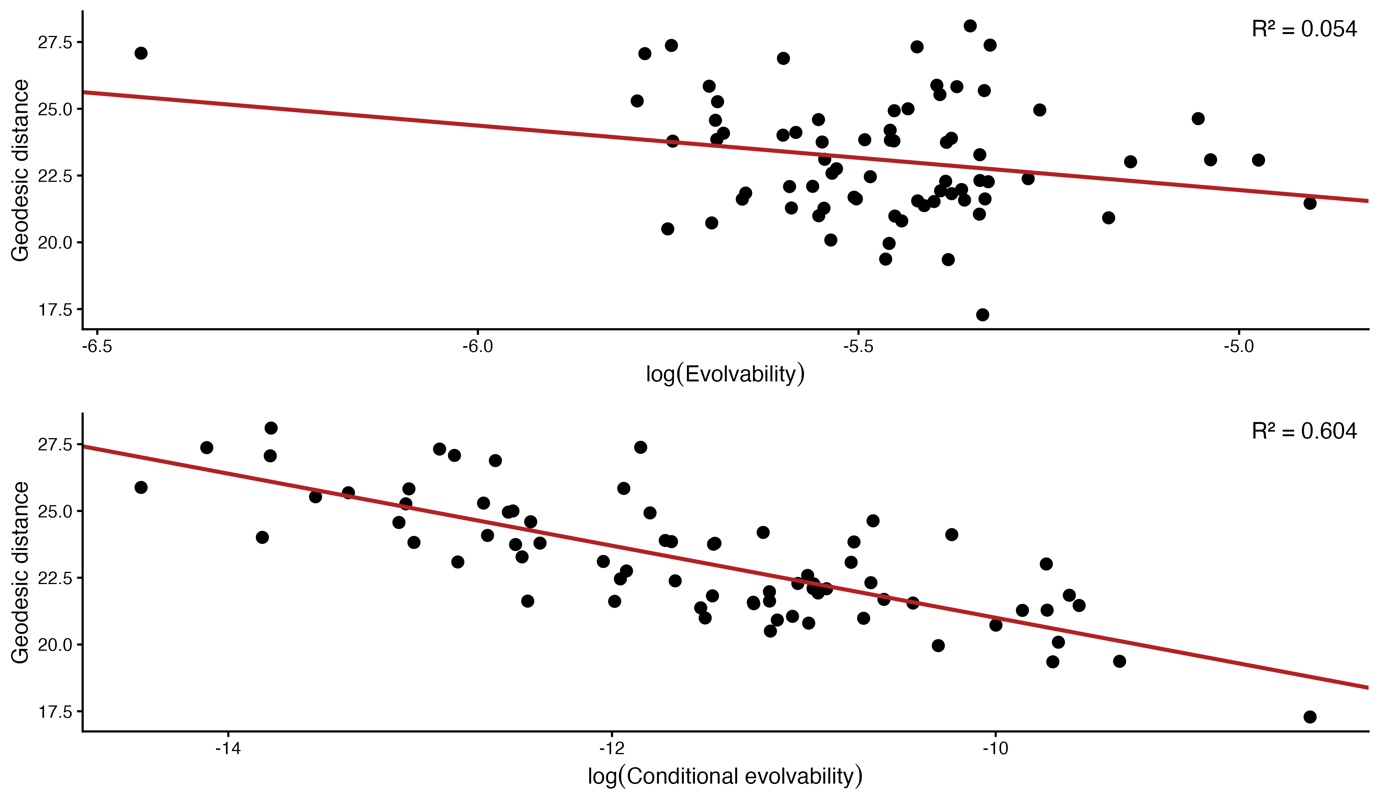 R² = 0.054
27.5
25.0
22.5
20.0
17.5
Geodesic distance
-6.5
-6.0
-5.5
-5.0
log(Evolvability)
R² = 0.604
27.5
25.0
22.5
20.0
17.5
Geodesic distance
-14
-12
-10
log(Conditional evolvability)